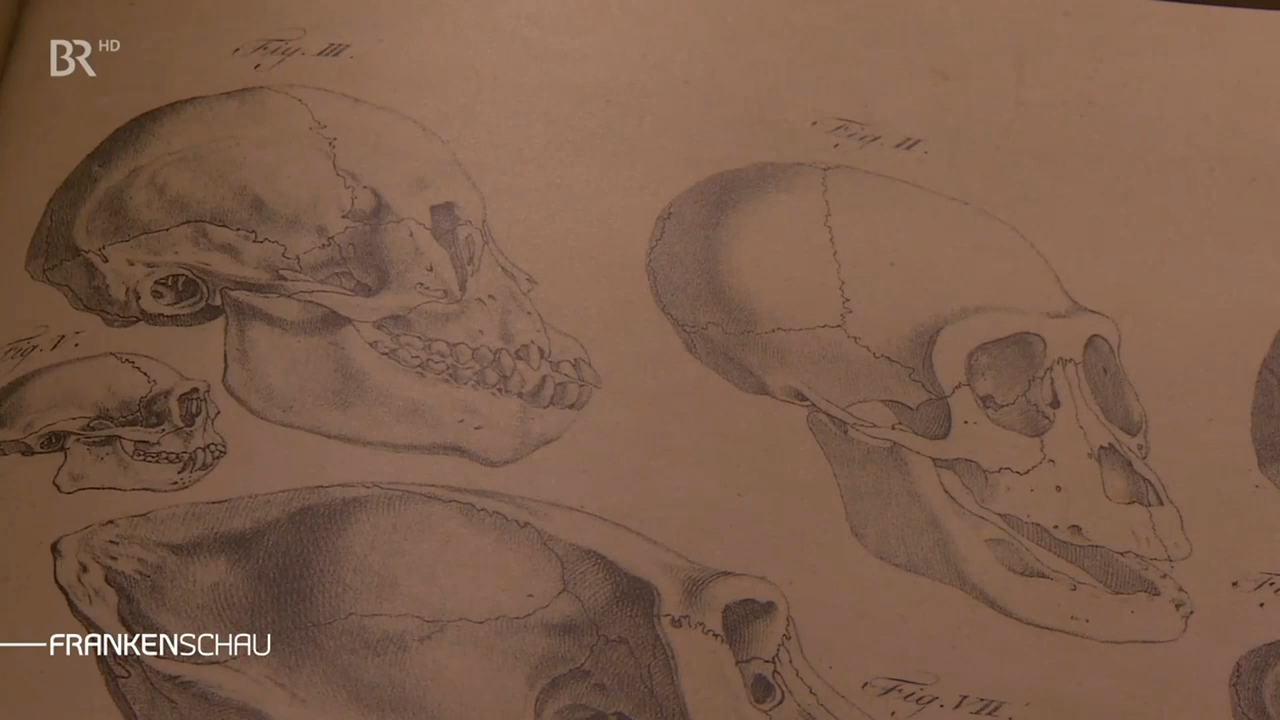 BR HD
Fig. III.
Fig. II.
Fig. V.
FRANKENSCHAU
Fig. VII.